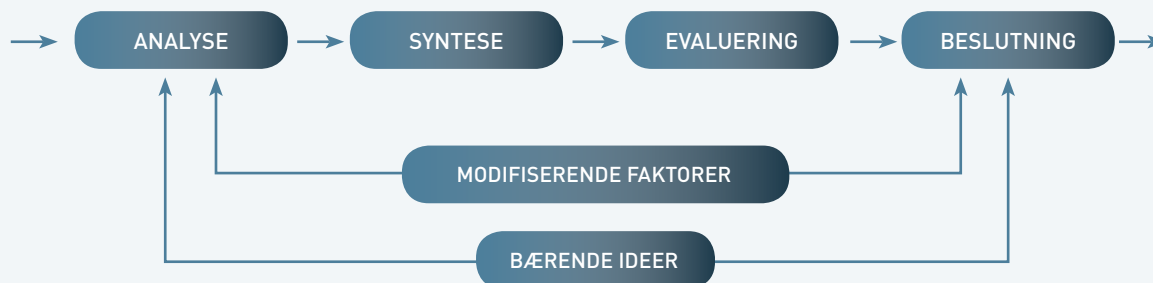 ANALYSE
SYNTESE
EVALUERING
BESLUTNING
MODIFISERENDE FAKTORER
BÆRENDE IDEER